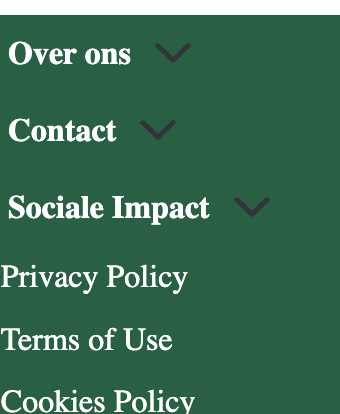 Over ons
Contact
Sociale Impact
Privacy Policy
Terms of Use
Cookies Policy